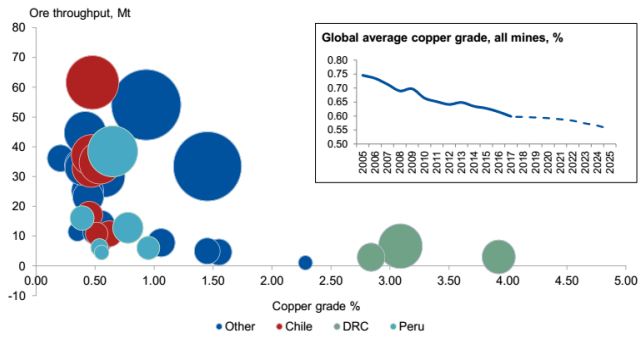 Ore throughput, Mt
80
70
60
50
40
30
20
10
0
-10
0.00 0.50 1.00 1.50 2.00 2.50 3.00 3.50 4.00 4.50 5.00
Copper grade %
Other Chile DRC Peru
Global average copper grade, all mines, %
0.80
0.75
0.70
0.65
0.60
0.55
0.50
2005 2006 2007 2008 2009 2010 2011 2012 2013 2014 2015 2016 2017 2018 2019 2020 2021 2022 2023 2024 2025